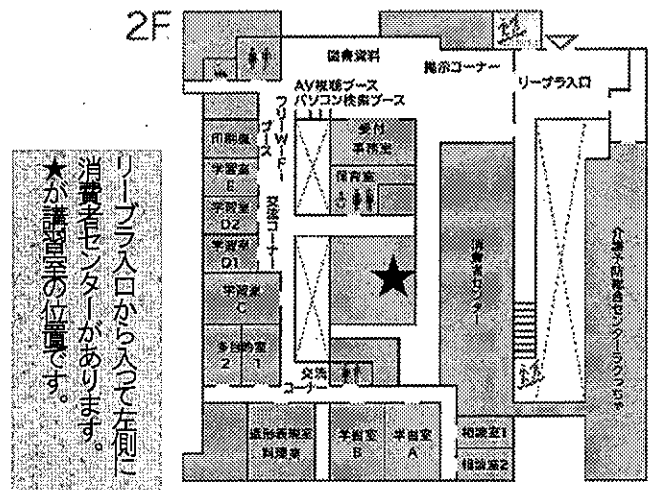 2F
図書資料
掲示コーナー
リーブラ入口
AV視聴ブース
パソコン検索ブース
フリーWi-Fi
ブース
印刷室
受付
事務室
学習室
E
保育室
学習室
D2
交流コーナー
学習室
D1
学習室
C
消費者センター
介護予防総合センターラクっちゃ
多目的室
2 1
交流
コーナー
造形表現室
料理室
学習室
B
学習室
A
相談室1
相談室2
リーブラ入口から入って左側に
消費者センターがあります。
★が講習室の位置です。